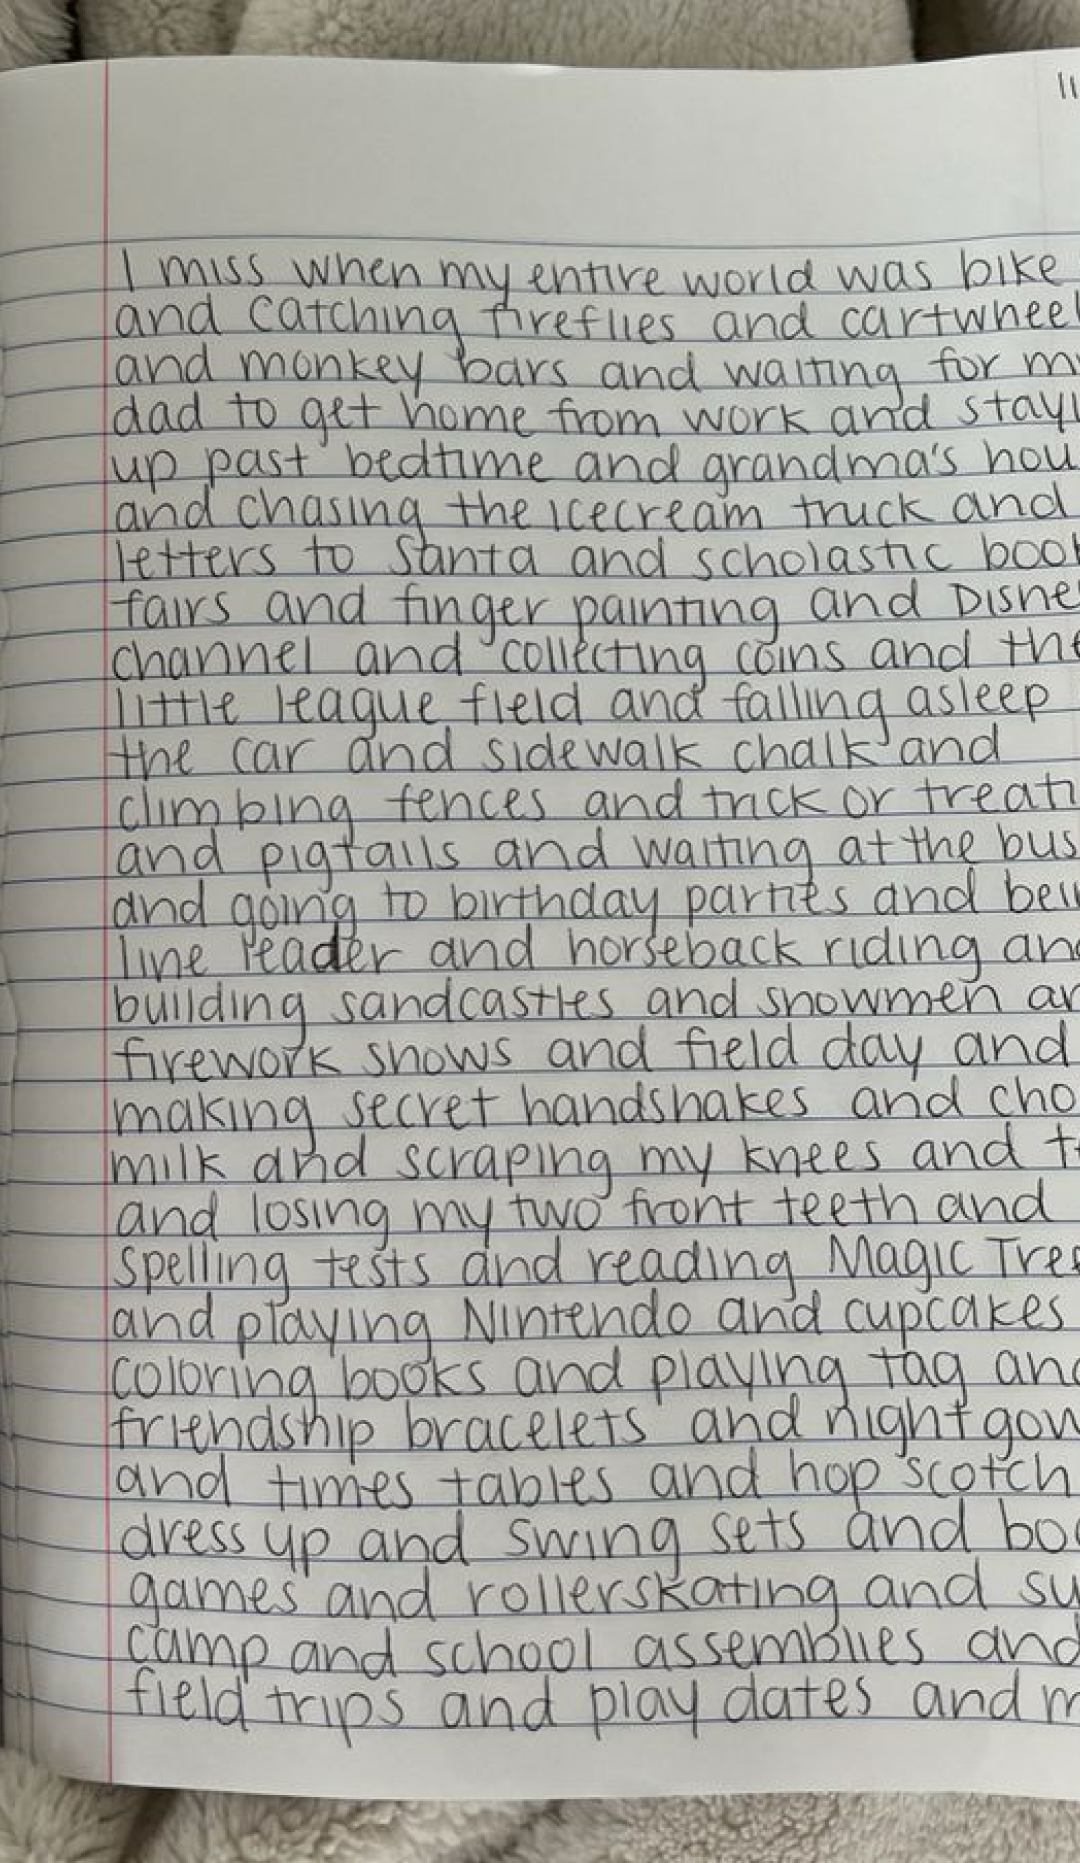 11
I miss when my entire world was bike
and catching fireflies and cartwheel
and monkey bars and waiting for m
dad to get home from work and stayi
up past bedtime and grandma's hou
and chasing the icecream truck and
letters to Santa and scholastic book
fairs and finger painting and Disne
channel and collecting coins and the
little league field and falling asleep
the car and sidewalk chalk and
climbing fences and trick or treati
and pigtails and waiting at the bus
and going to birthday parties and bei
line leader and horseback riding and
building sandcastles and snowmen an
firework shows and field day and
making secret handshakes and cho
milk and scraping my knees and t
and losing my two front teeth and
spelling tests and reading Magic Tree
and playing Nintendo and cupcakes
coloring books and playing tag and
friendship bracelets and nightgow
and times tables and hop scotch
dress up and swing sets and bo
games and rollerskating and su
camp and school assemblies and
field trips and play dates and m